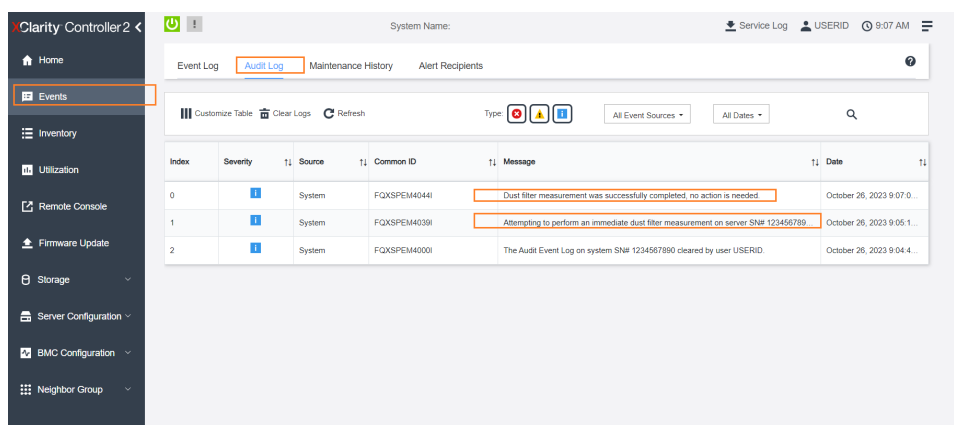 XClarity Controller 2
System Name:
Service Log
USERID
9:07 AM
Home
Events
Inventory
Utilization
Remote Console
Firmware Update
Storage
Server Configuration
BMC Configuration
Neighbor Group
Event Log Audit Log Maintenance History Alert Recipients
Customize Table Clear Logs Refresh Type: All Event Sources All Dates
Index Severity Source Common ID Message Date
0 System FQXSPEM4044I Dust filter measurement was successfully completed, no action is needed. October 26, 2023 9:07:0...
1 System FQXSPEM4039I Attempting to perform an immediate dust filter measurement on server SN# 123456789... October 26, 2023 9:05:1...
2 System FQXSPEM4000I The Audit Event Log on system SN# 1234567890 cleared by user USERID. October 26, 2023 9:04:4...